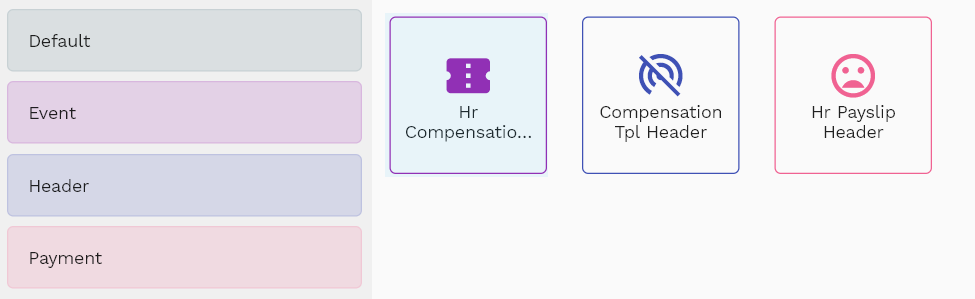 Default
Event
Header
Payment
Hr
Compensatio...
Compensation
Tpl Header
Hr Payslip
Header